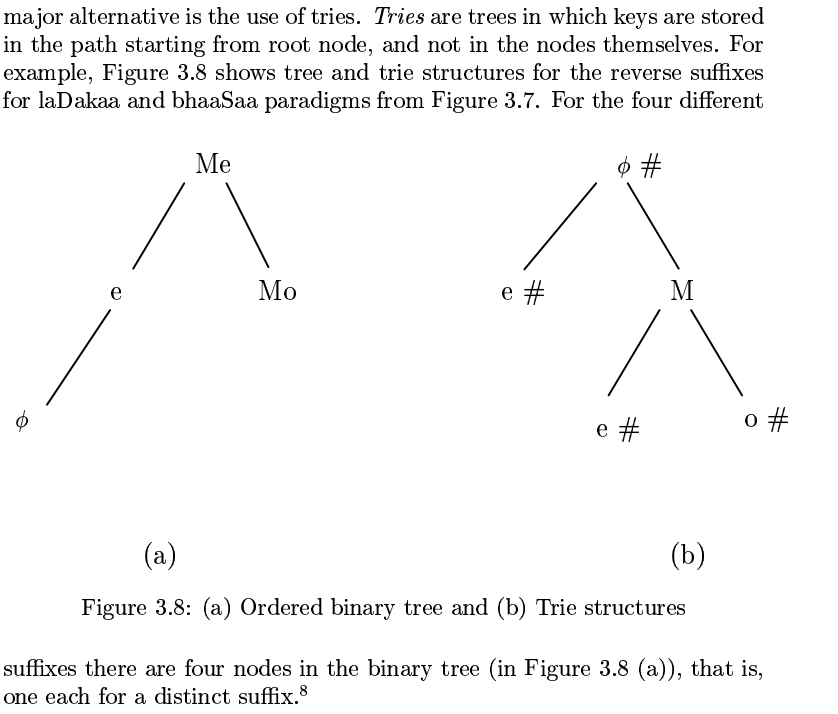 major alternative is the use of tries. Tries are trees in which keys are stored
in the path starting from root node, and not in the nodes themselves. For
example, Figure 3.8 shows tree and trie structures for the reverse suffixes
for laDakaa and bhaaSaa paradigms from Figure 3.7. For the four different
Me
e Mo
ϕ
ϕ #
e # M
e # o #
(a) (b)
Figure 3.8: (a) Ordered binary tree and (b) Trie structures
suffixes there are four nodes in the binary tree (in Figure 3.8 (a)), that is,
one each for a distinct suffix.⁸